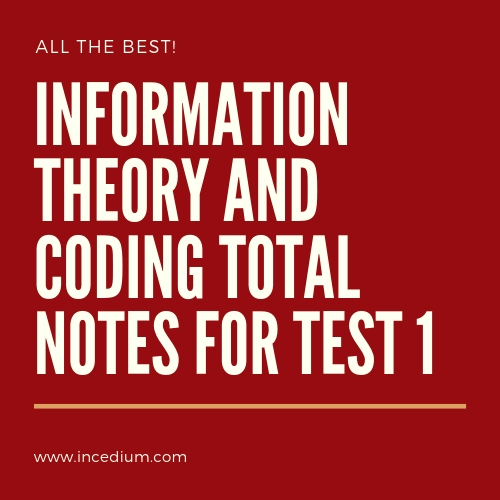 ALL THE BEST!
INFORMATION
THEORY AND
CODING TOTAL
NOTES FOR TEST 1
www.incedium.com